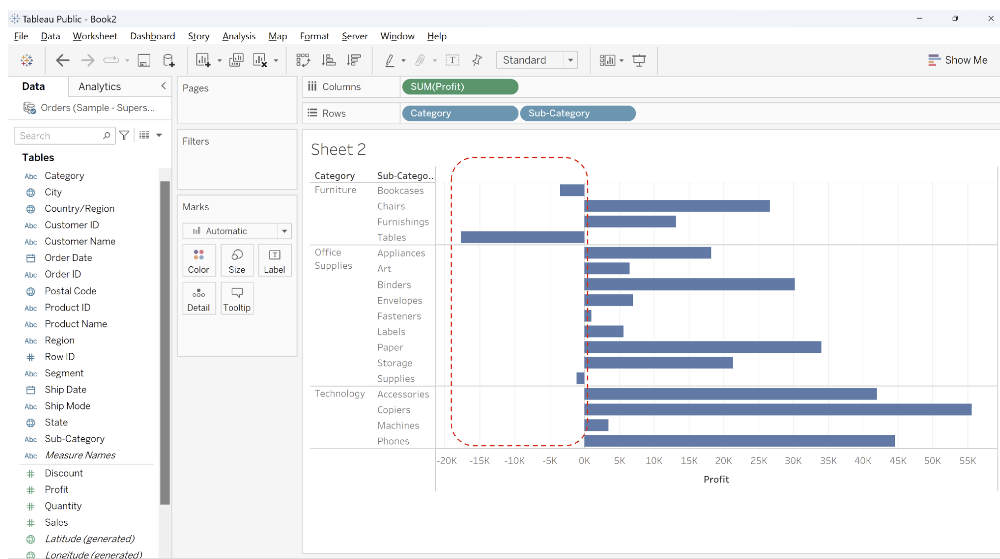 Tableau Public - Book2
File Data Worksheet Dashboard Story Analysis Map Format Server Window Help
Standard
Show Me
Data Analytics
Orders (Sample - Supers...
Search
Tables
Abc Category
City
Country/Region
Abc Customer ID
Abc Customer Name
Order Date
Abc Order ID
Postal Code
Abc Product ID
Abc Product Name
Abc Region
# Row ID
Abc Segment
Ship Date
Abc Ship Mode
State
Abc Sub-Category
Abc Measure Names
# Discount
# Profit
# Quantity
# Sales
Latitude (generated)
Longitude (generated)
Pages
Filters
Marks
Automatic
Color Size Label
Detail Tooltip
Columns SUM(Profit)
Rows Category Sub-Category
Sheet 2
Category Sub-Catego..
Furniture Bookcases
Chairs
Furnishings
Tables
Office Supplies Appliances
Art
Binders
Envelopes
Fasteners
Labels
Paper
Storage
Supplies
Technology Accessories
Copiers
Machines
Phones
-20K -15K -10K -5K 0K 5K 10K 15K 20K 25K 30K 35K 40K 45K 50K 55K
Profit